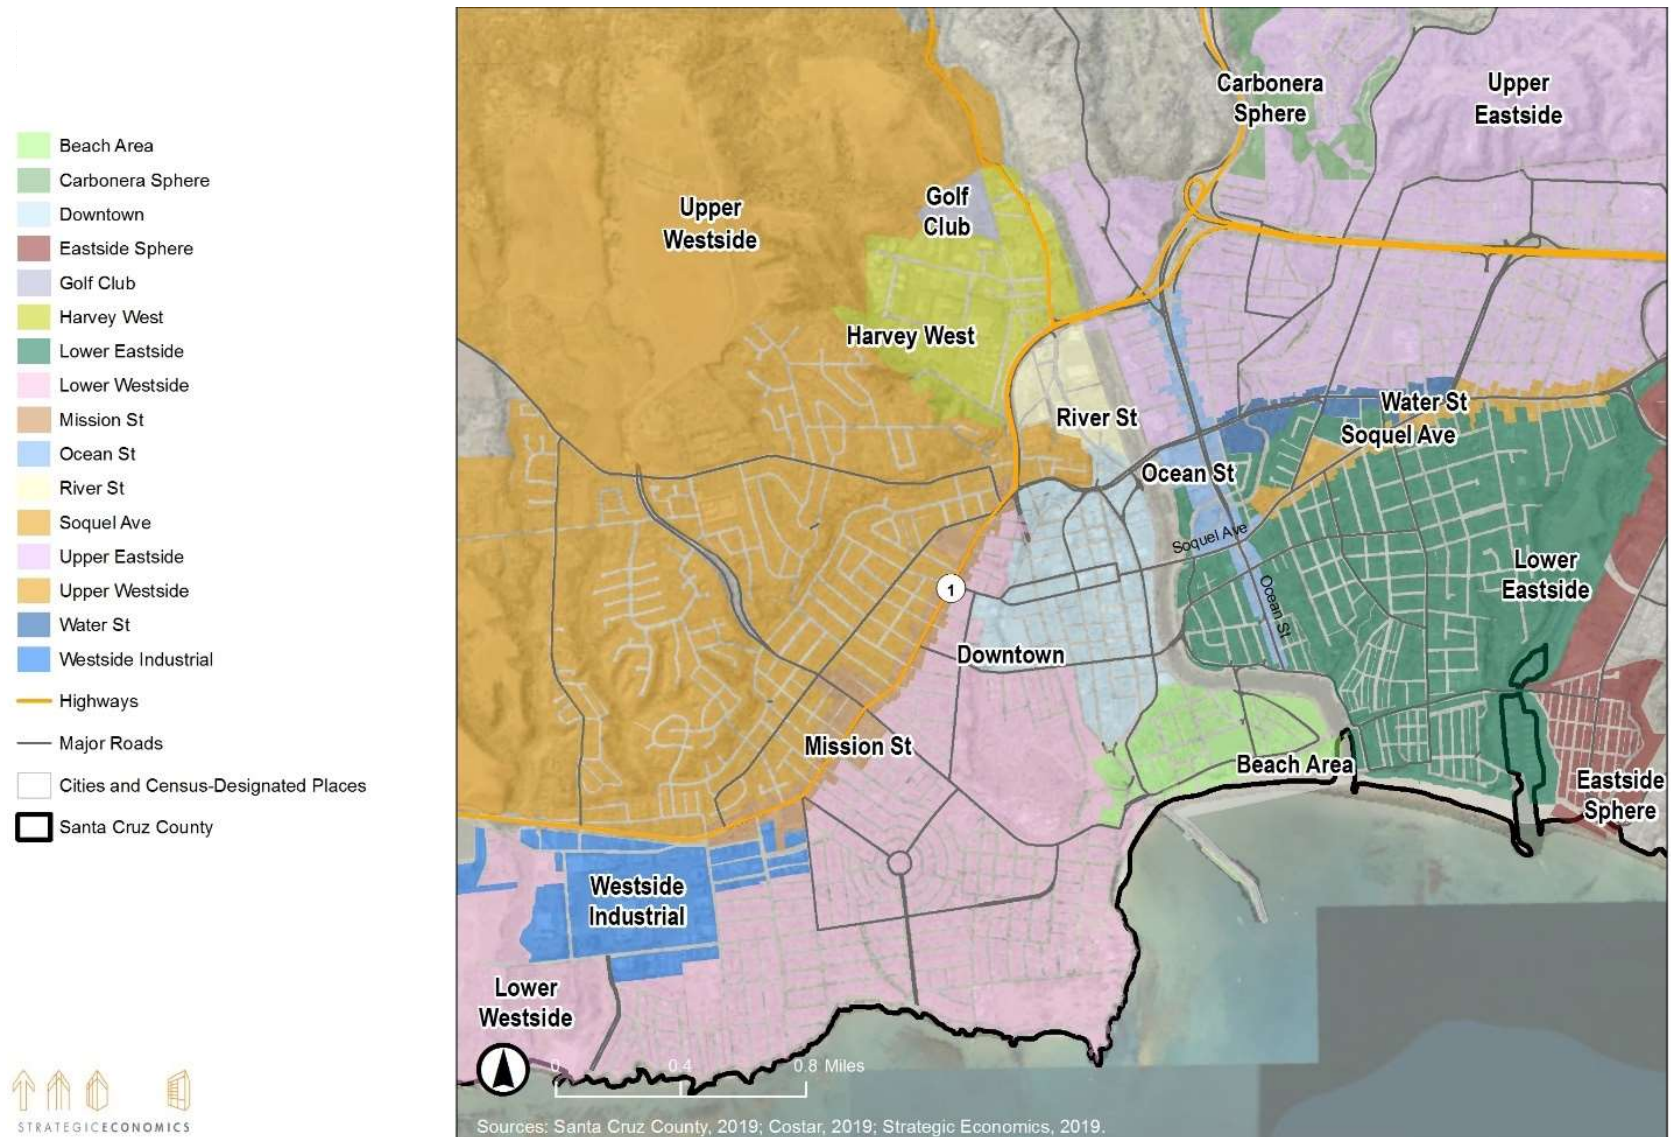 Beach Area
Carbonera Sphere
Downtown
Eastside Sphere
Golf Club
Harvey West
Lower Eastside
Lower Westside
Mission St
Ocean St
River St
Soquel Ave
Upper Eastside
Upper Westside
Water St
Westside Industrial
Highways
Major Roads
Cities and Census-Designated Places
Santa Cruz County
STRATEGICECONOMICS
Carbonera
Sphere
Upper
Eastside
Golf
Club
Upper
Westside
Harvey West
River St
Water St
Soquel Ave
Ocean St
Soquel Ave
Lower
Eastside
1
Ocean St
Downtown
Mission St
Beach Area
Eastside
Sphere
Westside
Industrial
Lower
Westside
0 0.4 0.8 Miles
Sources: Santa Cruz County, 2019; Costar, 2019; Strategic Economics, 2019.